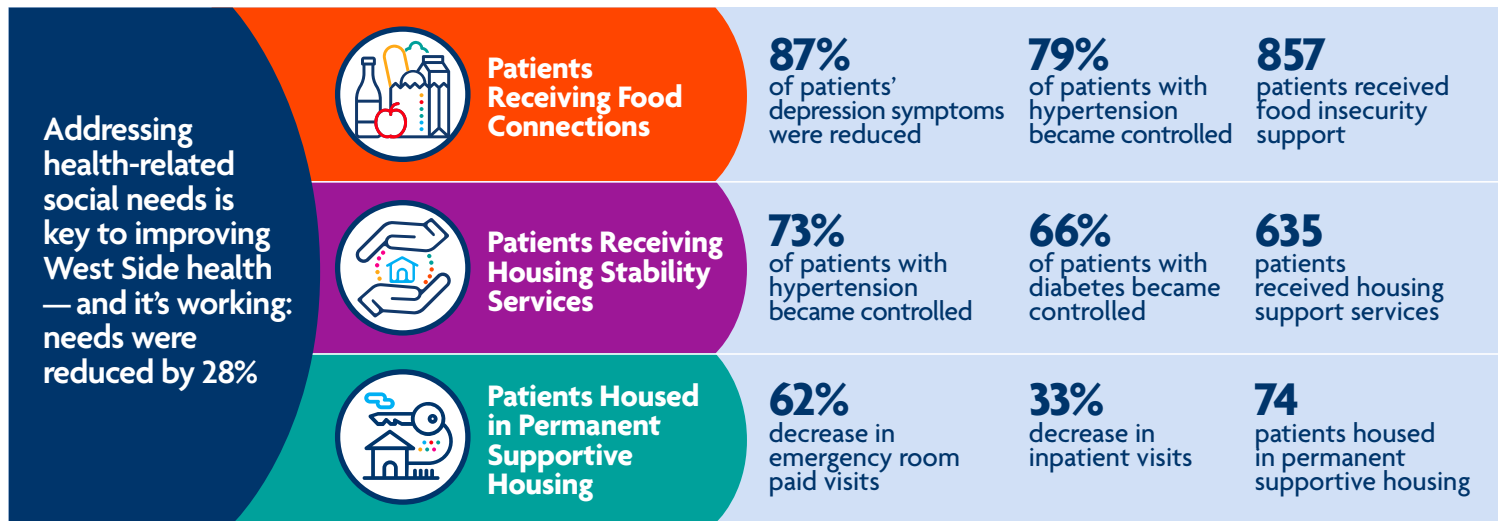 Addressing
health-related
social needs is
key to improving
West Side health
— and it’s working:
needs were
reduced by 28%
Patients
Receiving Food
Connections
87%
of patients’
depression symptoms
were reduced
79%
of patients with
hypertension
became controlled
857
patients received
food insecurity
support
Patients Receiving
Housing Stability
Services
73%
of patients with
hypertension
became controlled
66%
of patients with
diabetes became
controlled
635
patients
received housing
support services
Patients Housed
in Permanent
Supportive
Housing
62%
decrease in
emergency room
paid visits
33%
decrease in
inpatient visits
74
patients housed
in permanent
supportive housing